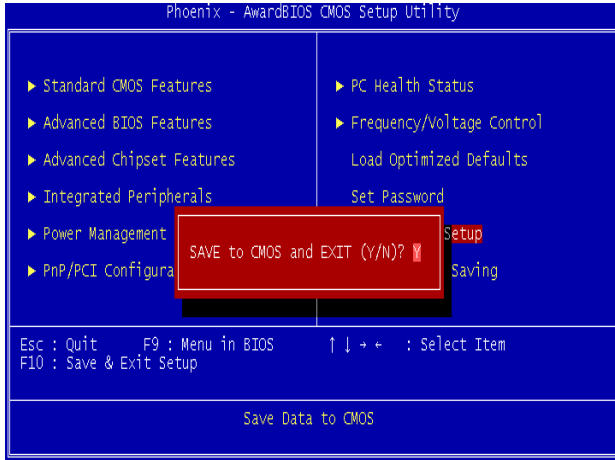 Phoenix - AwardBIOS CMOS Setup Utility
► Standard CMOS Features
► Advanced BIOS Features
► Advanced Chipset Features
► Integrated Peripherals
► Power Management
► PnP/PCI Configura
► PC Health Status
► Frequency/Voltage Control
Load Optimized Defaults
Set Password
Setup
Saving
SAVE to CMOS and EXIT (Y/N)? Y
Esc : Quit F9 : Menu in BIOS ↑ ↓ → ← : Select Item
F10 : Save & Exit Setup
Save Data to CMOS